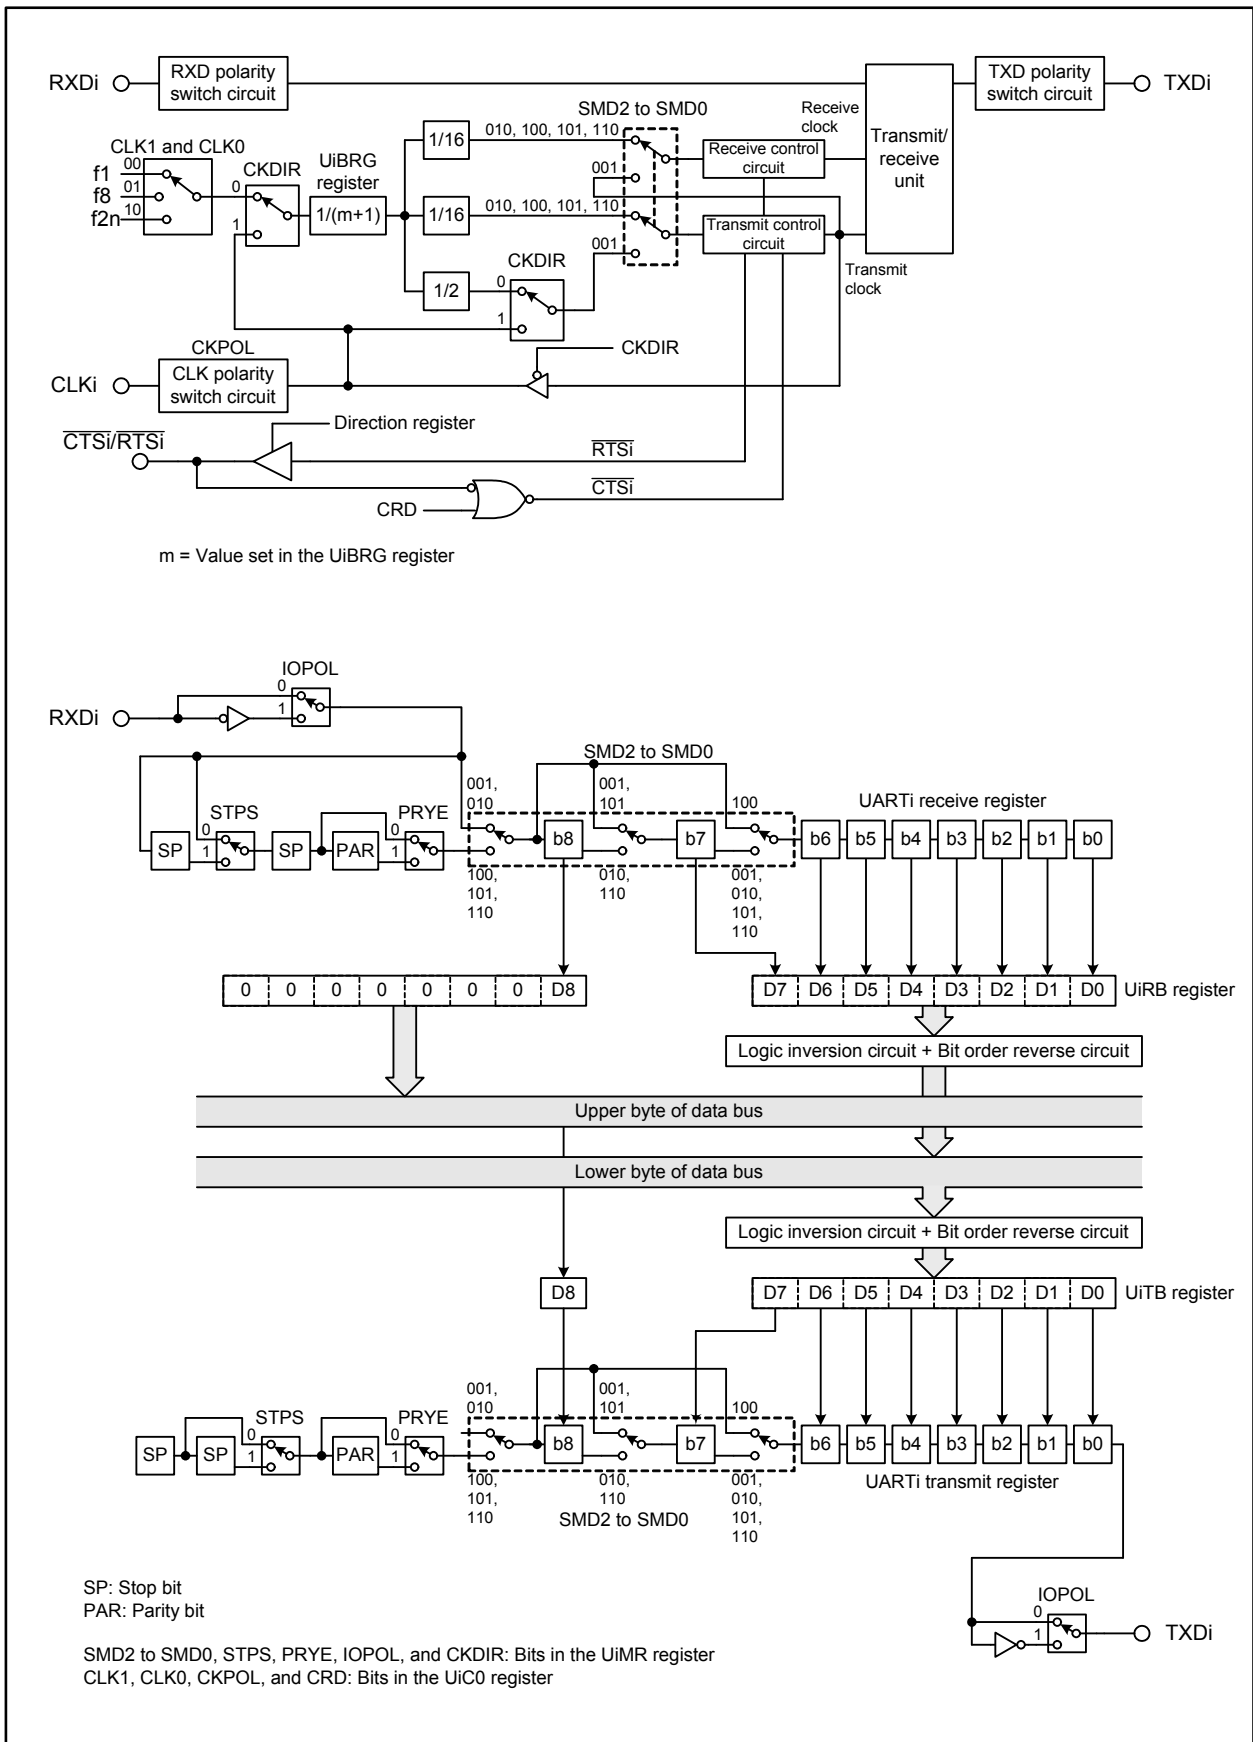 RXDi
RXD polarity
switch circuit
TXD polarity
switch circuit
TXDi
SMD2 to SMD0
Receive
clock
Transmit/
receive
unit
CLK1 and CLK0
00
f1
01
f8
10
f2n
CKDIR
0
1
UiBRG
register
1/(m+1)
1/16
010, 100, 101, 110
001
Receive control
circuit
1/16
010, 100, 101, 110
001
Transmit control
circuit
Transmit
clock
1/2
CKDIR
0
1
CKPOL
CKDIR
CLKi
CLK polarity
switch circuit
Direction register
CTSi/RTSi
RTSi
CTSi
CRD
m = Value set in the UiBRG register
IOPOL
0
1
RXDi
SMD2 to SMD0
001,
010
001,
101
100
UARTi receive register
STPS
PRYE
SP
0
1
SP
PAR
0
1
b8
b7
b6
b5
b4
b3
b2
b1
b0
100,
101,
110
010,
110
001,
010,
101,
110
0 0 0 0 0 0 0 D8
D7 D6 D5 D4 D3 D2 D1 D0
UiRB register
Logic inversion circuit + Bit order reverse circuit
Upper byte of data bus
Lower byte of data bus
Logic inversion circuit + Bit order reverse circuit
D8
D7 D6 D5 D4 D3 D2 D1 D0
UiTB register
001,
010
001,
101
100
STPS
PRYE
SP
SP
0
1
PAR
0
1
b8
b7
b6
b5
b4
b3
b2
b1
b0
100,
101,
110
010,
110
001,
010,
101,
110
SMD2 to SMD0
UARTi transmit register
IOPOL
0
1
TXDi
SP: Stop bit
PAR: Parity bit
SMD2 to SMD0, STPS, PRYE, IOPOL, and CKDIR: Bits in the UiMR register
CLK1, CLK0, CKPOL, and CRD: Bits in the UiC0 register